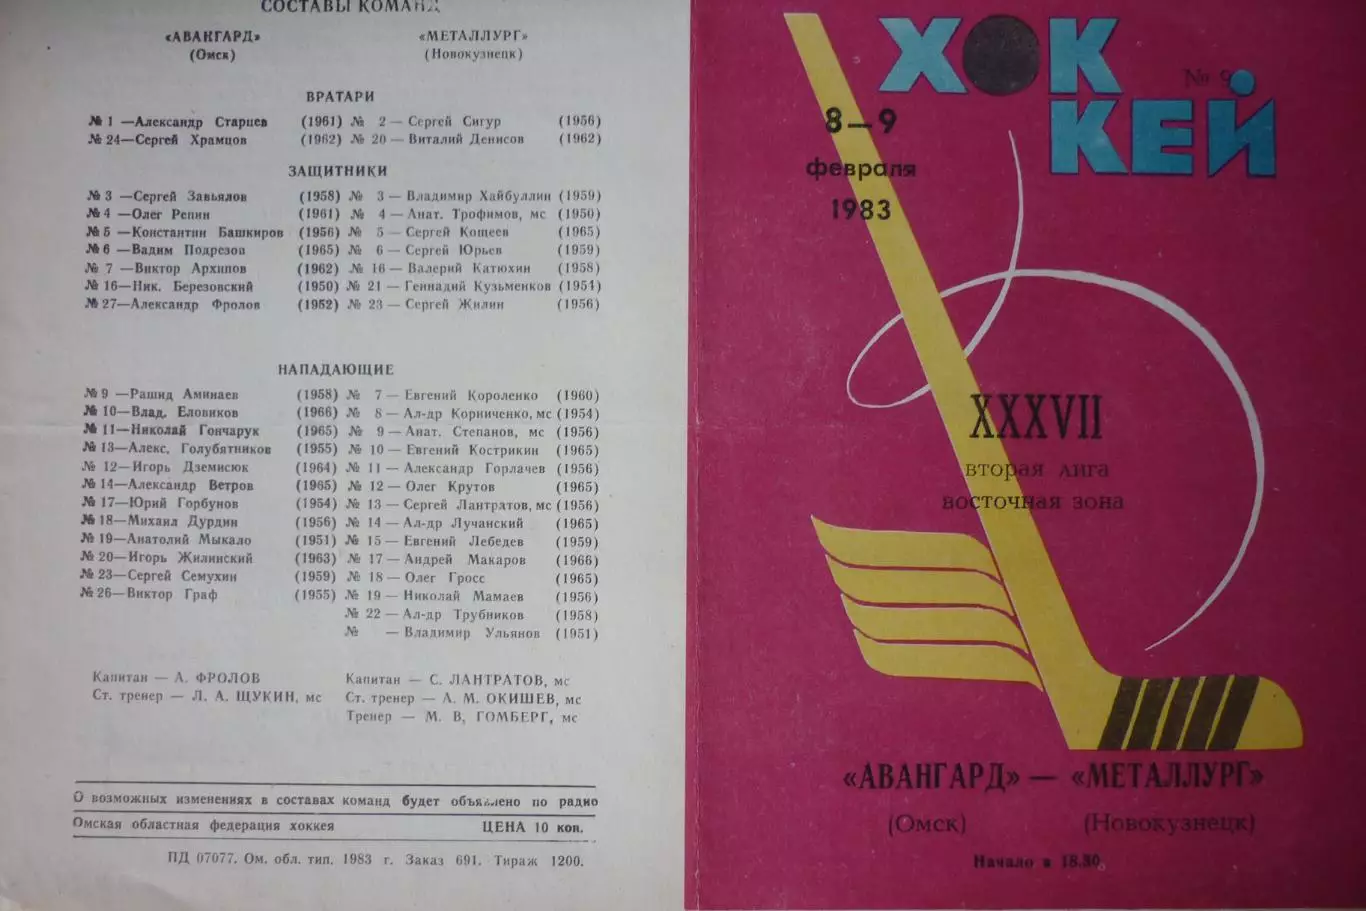 СОСТАВЫ КОМАНД
«АВАНГАРД» «МЕТАЛЛУРГ»
(Омск) (Новокузнецк)
ВРАТАРИ
№ 1 —Александр Старцев (1961) № 2 — Сергей Сигур (1956)
№ 24—Сергей Храмцов (1962) № 20 — Виталий Денисов (1962)
ЗАЩИТНИКИ
№ 3 — Сергей Завьялов (1958) № 3 — Владимир Хайбуллин (1959)
№ 4 — Олег Репин (1961) № 4 — Анат. Трофимов, мс (1950)
№ 5 — Константин Башкиров (1956) № 5 — Сергей Кощеев (1965)
№ 6 — Вадим Подрезов (1965) № 6 — Сергей Юрьев (1959)
№ 7 — Виктор Архипов (1962) № 16 — Валерий Катюхин (1958)
№ 16—Ник. Березовский (1950) № 21 — Геннадий Кузьменков (1954)
№ 27—Александр Фролов (1952) № 23 — Сергей Жилин (1956)
НАПАДАЮЩИЕ
№ 9 —Рашид Аминаев (1958) № 7 — Евгений Короленко (1960)
№ 10—Влад. Еловиков (1966) № 8 — Ал-др Корниченко, мс (1954)
№ 11—Николай Гончарук (1965) № 9 — Анат. Степанов, мс (1956)
№ 13—Алекс. Голубятников (1955) № 10 — Евгений Кострикин (1965)
№ 12—Игорь Дземисюк (1964) № 11 — Александр Горлачев (1956)
№ 14—Александр Ветров (1965) № 12 — Олег Крутов (1965)
№ 17—Юрий Горбунов (1954) № 13 — Сергей Лантратов, мс (1956)
№ 18—Михаил Дурдин (1956) № 14 — Ал-др Лучанский (1965)
№ 19—Анатолий Мыкало (1951) № 15 — Евгений Лебедев (1959)
№ 20—Игорь Жилинский (1963) № 17 — Андрей Макаров (1966)
№ 23—Сергей Семухин (1959) № 18 — Олег Гросс (1965)
№ 26—Виктор Граф (1955) № 19 — Николай Мамаев (1956)
№ 22 — Ал-др Трубников (1958)
№ — Владимир Ульянов (1951)
Капитан — А. ФРОЛОВ Капитан — С. ЛАНТРАТОВ, мс
Ст. тренер — Л. А. ЩУКИН, мс Ст. тренер — А. М. ОКИШЕВ, мс
Тренер — М. В, ГОМБЕРГ, мс
О возможных изменениях в составах команд будет объявлено по радио
Омская областная федерация хоккея ЦЕНА 10 коп.
ПД 07077. Ом. обл. тип. 1983 г. Заказ 691. Тираж 1200.
ХОК
КЕЙ
№ 9
8—9
февраля
1983
XXXVII
вторая лига
восточная зона
«АВАНГАРД» — «МЕТАЛЛУРГ»
(Омск) (Новокузнецк)
Начало в 18.30